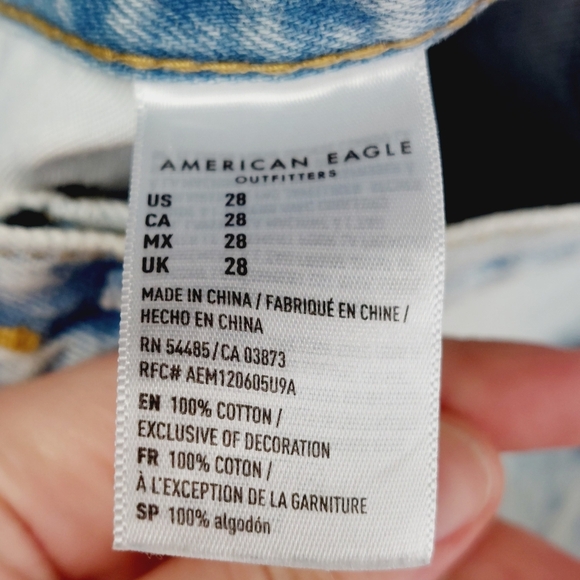 AMERICAN EAGLE
OUTFITTERS
US 28
CA 28
MX 28
UK 28
MADE IN CHINA / FABRIQUÉ EN CHINE /
HECHO EN CHINA
RN 54485/CA 03873
RFC# AEM120605U9A
EN 100% COTTON /
EXCLUSIVE OF DECORATION
FR 100% COTON /
À L'EXCEPTION DE LA GARNITURE
SP 100% algodón